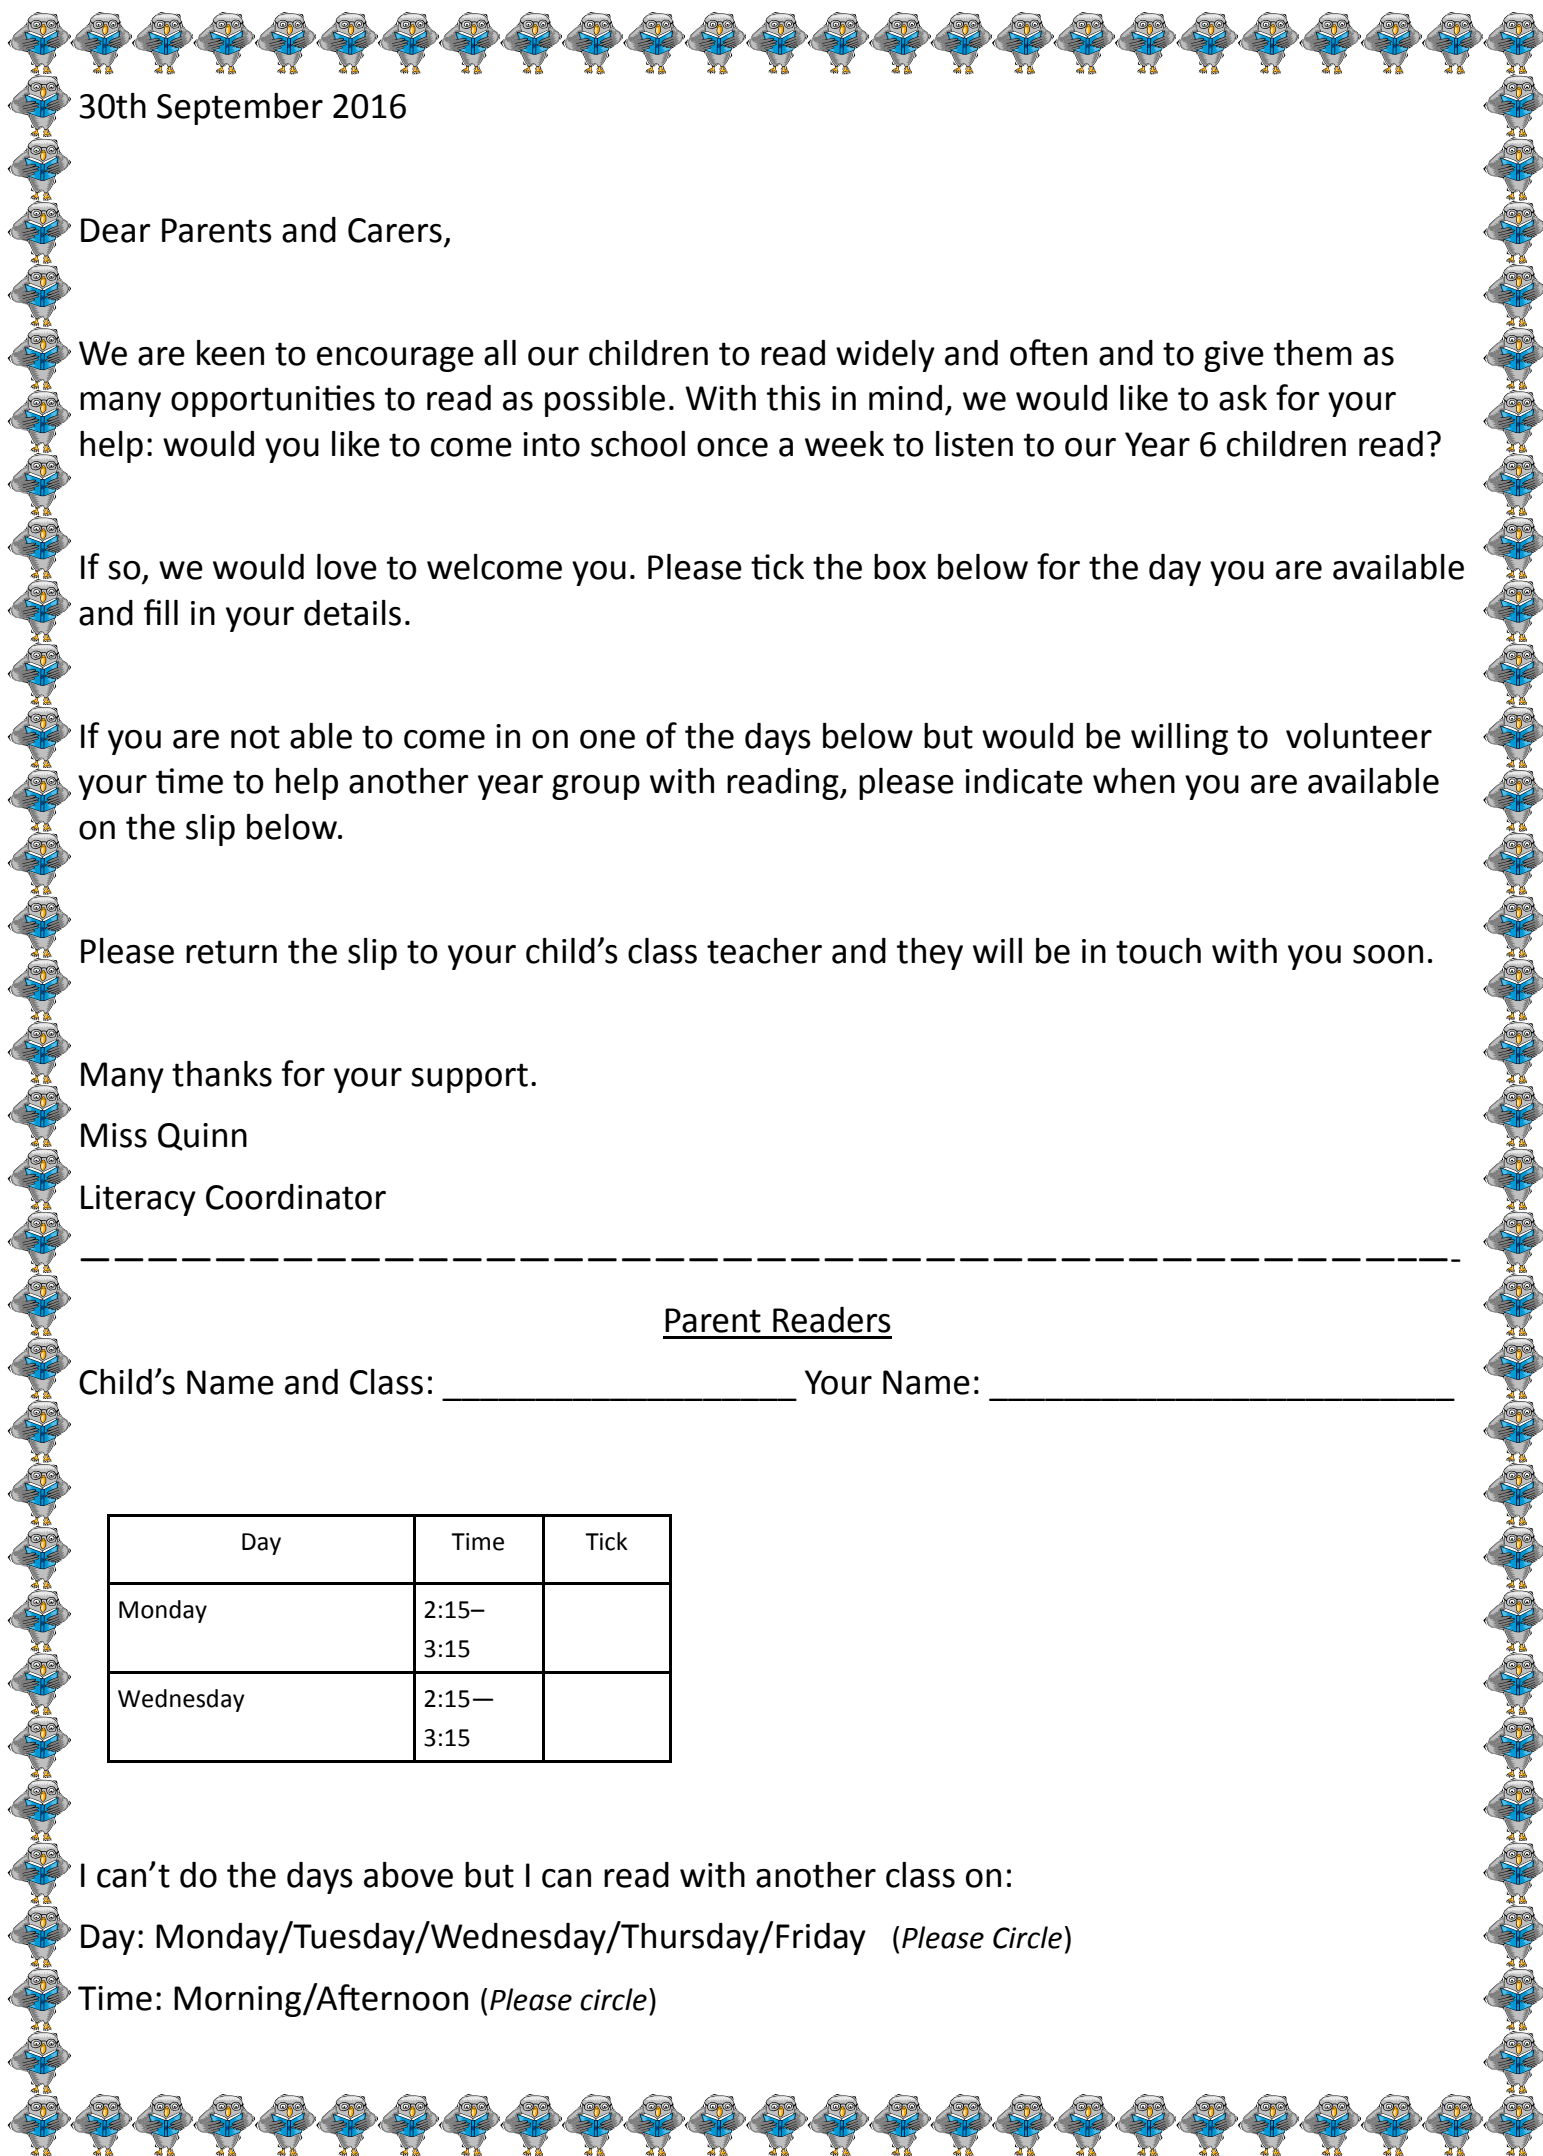 30th September 2016
Dear Parents and Carers,
We are keen to encourage all our children to read widely and often and to give them as
many opportunities to read as possible. With this in mind, we would like to ask for your
help: would you like to come into school once a week to listen to our Year 6 children read?
If so, we would love to welcome you. Please tick the box below for the day you are available
and fill in your details.
If you are not able to come in on one of the days below but would be willing to  volunteer
your time to help another year group with reading, please indicate when you are available
on the slip below.
Please return the slip to your child’s class teacher and they will be in touch with you soon.
Many thanks for your support.
Miss Quinn
Literacy Coordinator
—————————————————————————————————————————-
Parent Readers
Child’s Name and Class: ___________________ Your Name: _________________________
Day Time Tick
Monday 2:15–
3:15
Wednesday 2:15—
3:15
I can’t do the days above but I can read with another class on:
Day: Monday/Tuesday/Wednesday/Thursday/Friday (Please Circle)
Time: Morning/Afternoon (Please circle)